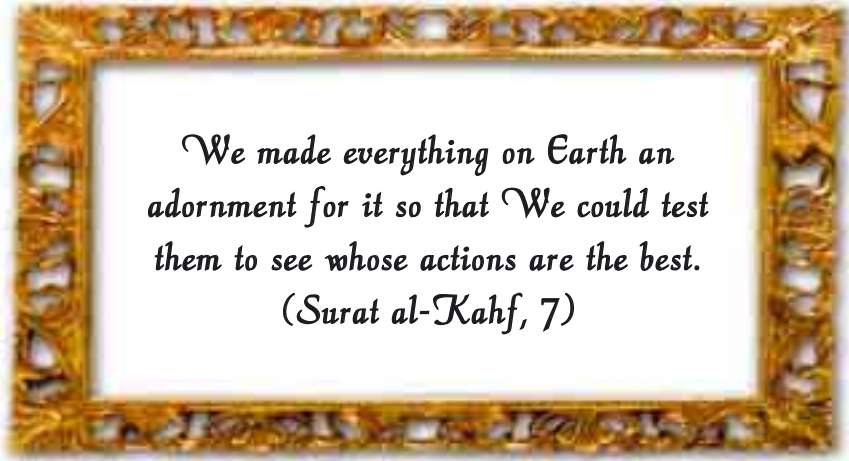 We made everything on Earth an
adornment for it so that We could test
them to see whose actions are the best.
(Surat al-Kahf, 7)